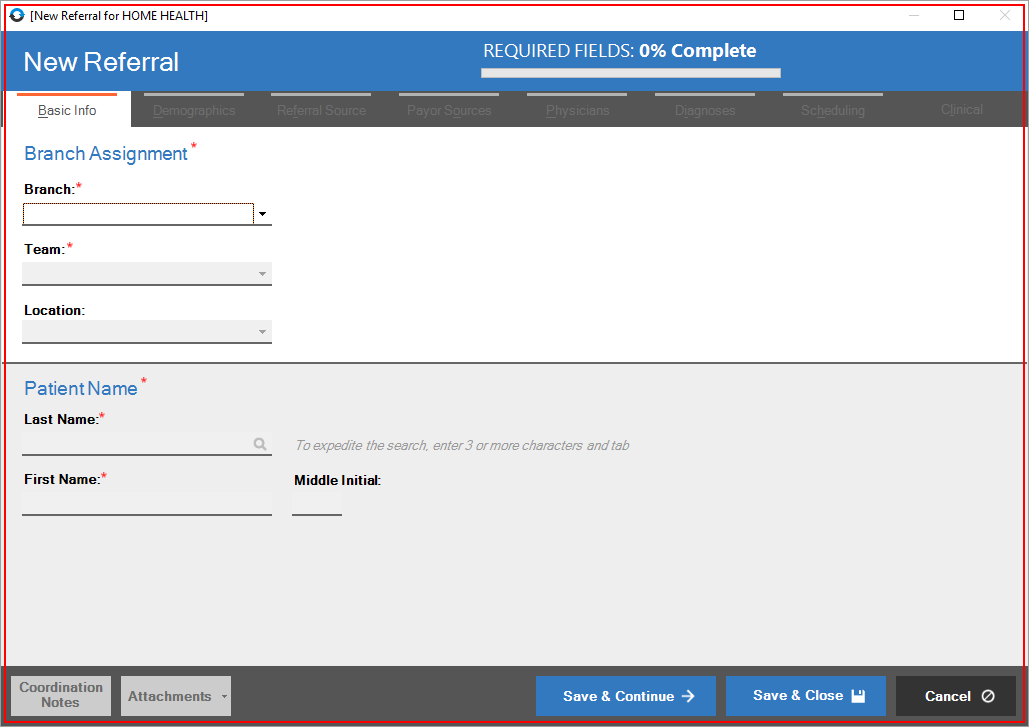 [New Referral for HOME HEALTH]
New Referral
REQUIRED FIELDS: 0% Complete
Basic Info Demographics Referral Source Payor Sources Physicians Diagnoses Scheduling Clinical
Branch Assignment *
Branch:*
Team:*
Location:
Patient Name *
Last Name:*
To expedite the search, enter 3 or more characters and tab
First Name:* Middle Initial:
Coordination
Notes
Attachments
Save & Continue
Save & Close
Cancel